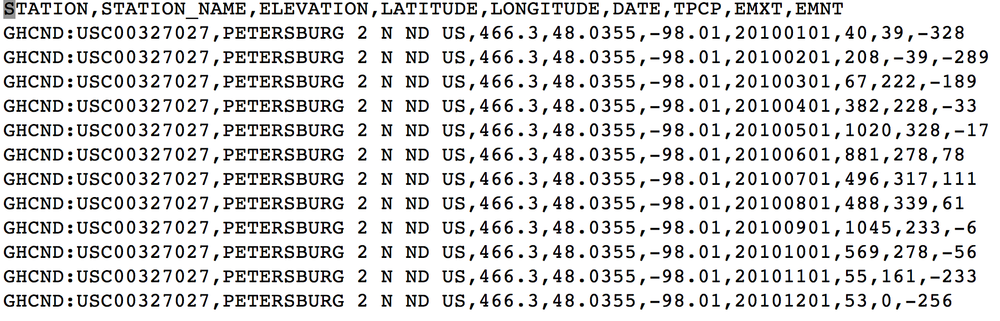 STATION,STATION_NAME,ELEVATION,LATITUDE,LONGITUDE,DATE,TPCP,EMXT,EMNT
GHCND:USC00327027,PETERSBURG 2 N ND US,466.3,48.0355,-98.01,20100101,40,39,-328
GHCND:USC00327027,PETERSBURG 2 N ND US,466.3,48.0355,-98.01,20100201,208,-39,-289
GHCND:USC00327027,PETERSBURG 2 N ND US,466.3,48.0355,-98.01,20100301,67,222,-189
GHCND:USC00327027,PETERSBURG 2 N ND US,466.3,48.0355,-98.01,20100401,382,228,-33
GHCND:USC00327027,PETERSBURG 2 N ND US,466.3,48.0355,-98.01,20100501,1020,328,-17
GHCND:USC00327027,PETERSBURG 2 N ND US,466.3,48.0355,-98.01,20100601,881,278,78
GHCND:USC00327027,PETERSBURG 2 N ND US,466.3,48.0355,-98.01,20100701,496,317,111
GHCND:USC00327027,PETERSBURG 2 N ND US,466.3,48.0355,-98.01,20100801,488,339,61
GHCND:USC00327027,PETERSBURG 2 N ND US,466.3,48.0355,-98.01,20100901,1045,233,-6
GHCND:USC00327027,PETERSBURG 2 N ND US,466.3,48.0355,-98.01,20101001,569,278,-56
GHCND:USC00327027,PETERSBURG 2 N ND US,466.3,48.0355,-98.01,20101101,55,161,-233
GHCND:USC00327027,PETERSBURG 2 N ND US,466.3,48.0355,-98.01,20101201,53,0,-256